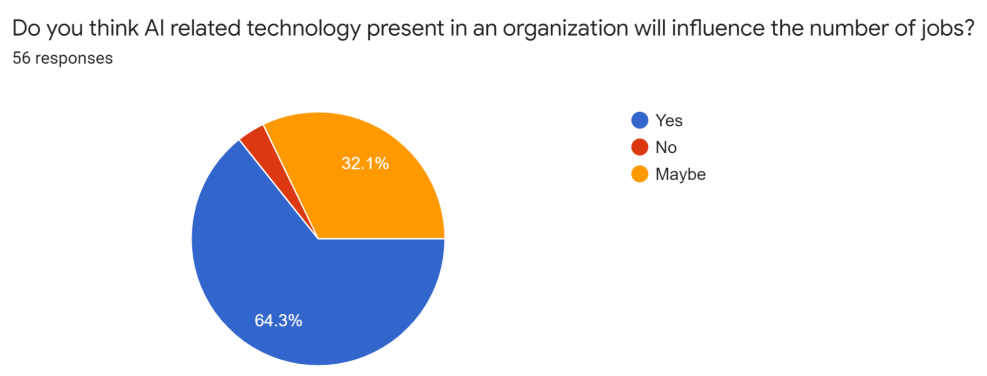 Do you think AI related technology present in an organization will influence the number of jobs?
56 responses
Yes
No
Maybe
32.1%
64.3%